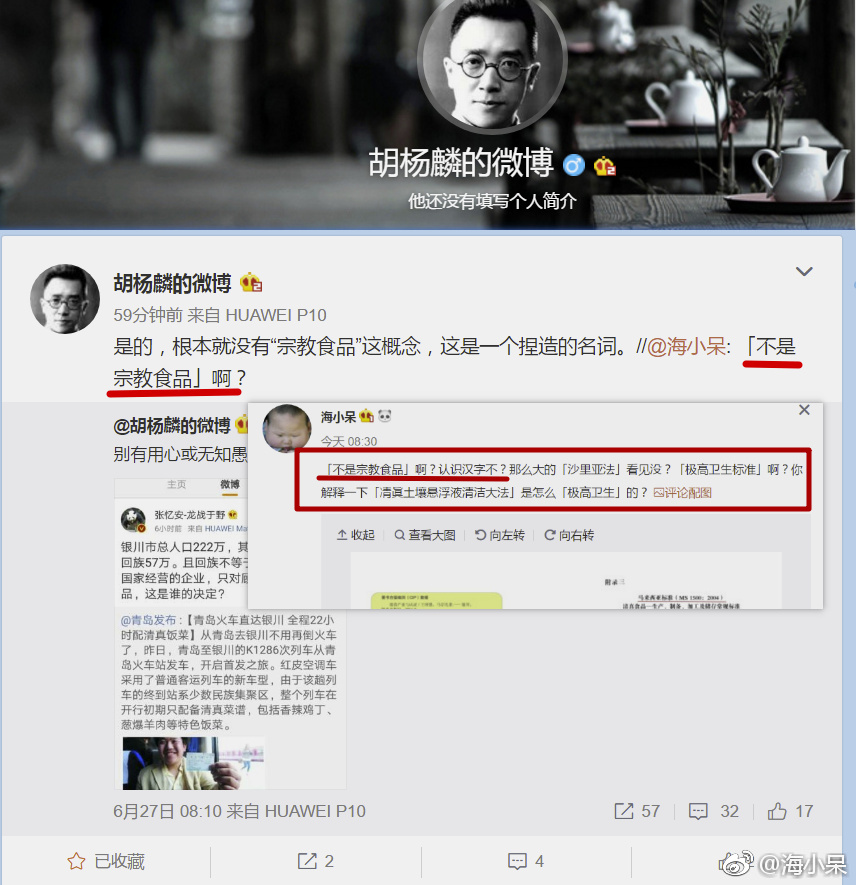 胡杨麟的微博
他还没有填写个人简介
胡杨麟的微博
59分钟前 来自 HUAWEI P10
是的，根本就没有“宗教食品”这概念，这是一个捏造的名词。//@海小呆:「不是
宗教食品」啊？
@胡杨麟的微博
别有用心或无知愚
海小呆
今天 08:30
「不是宗教食品」啊？认识汉字不？那么大的「沙里亚法」看见没？「极高卫生标准」啊？你
解释一下「清真土壤悬浮液清洁大法」是怎么「极高卫生」的？ 评论配图
收起 查看大图 向左转 向右转
附录三
马来西亚标准（MS 1500：2004）
清真食品—生产、制备、加工及储存常规标准
主页 微博
张忆安-龙战于野
6小时前 来自 HUAWEI Ma
银川市总人口222万，其
回族57万。且回族不等于
国家经营的企业，只对
品，这是谁的决定？
@青岛发布：【青岛火车直达银川 全程22小
时配清真饭菜】从青岛去银川不用再倒火车
了，昨日，青岛至银川的K1286次列车从青
岛火车站发车，开启首发之旅。红皮空调车
采用了普通客运列车的新车型，由于该趟列
车的终到站系少数民族集聚区，整个列车在
开行初期只配备清真菜谱，包括香辣鸡丁、
葱爆羊肉等特色饭菜。
6月27日 08:10 来自 HUAWEI P10
57 32 17
已收藏 2 4
@海小呆